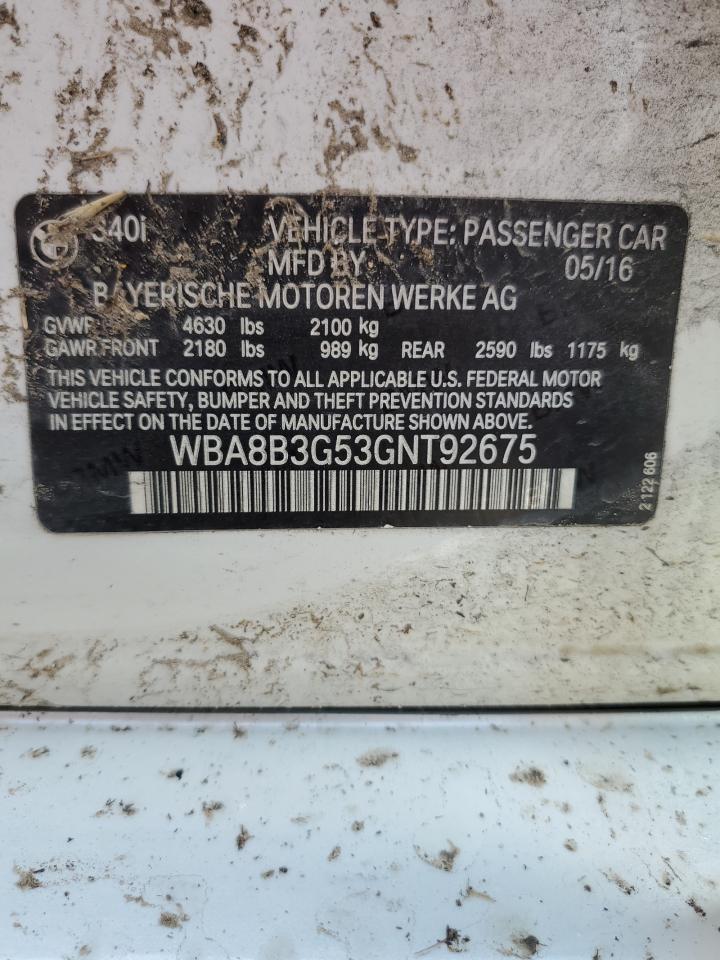 340i VEHICLE TYPE: PASSENGER CAR
MFD BY 05/16
BAYERISCHE MOTOREN WERKE AG
GVWR 4630 lbs 2100 kg
GAWR FRONT 2180 lbs 989 kg REAR 2590 lbs 1175 kg
THIS VEHICLE CONFORMS TO ALL APPLICABLE U.S. FEDERAL MOTOR
VEHICLE SAFETY, BUMPER AND THEFT PREVENTION STANDARDS
IN EFFECT ON THE DATE OF MANUFACTURE SHOWN ABOVE.
WBA8B3G53GNT92675
2 122 606